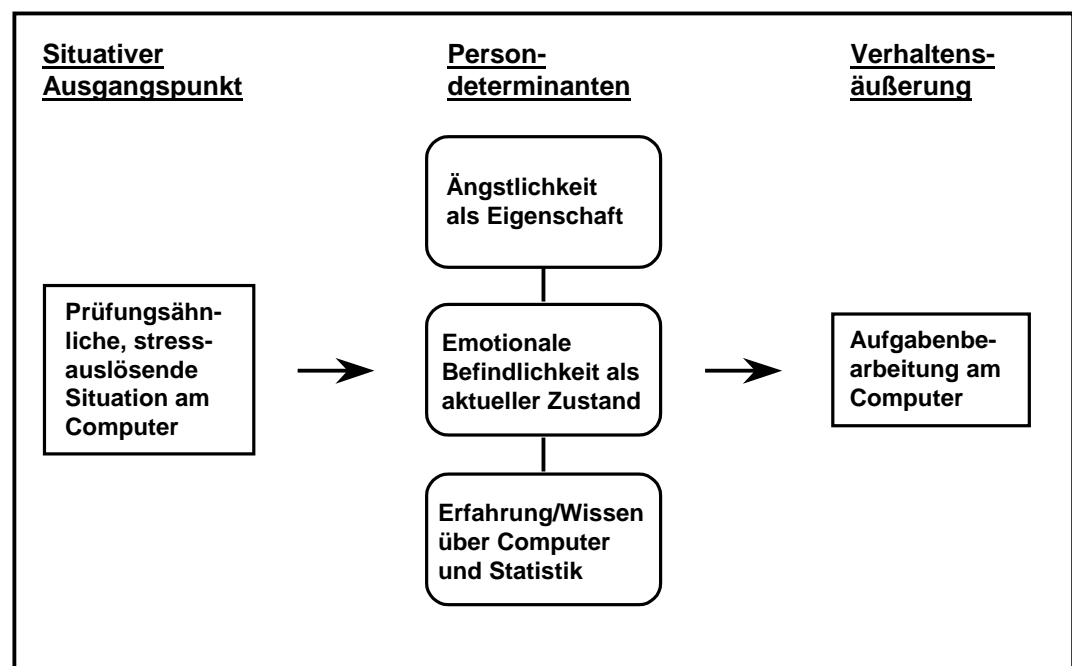 Situativer
Ausgangspunkt
Person-
determinanten
Verhaltens-
äußerung
Ängstlichkeit
als Eigenschaft
Prüfungsähn-
liche, stress-
auslösende
Situation am
Computer
Emotionale
Befindlichkeit als
aktueller Zustand
Aufgabenbe-
arbeitung am
Computer
Erfahrung/Wissen
über Computer
und Statistik